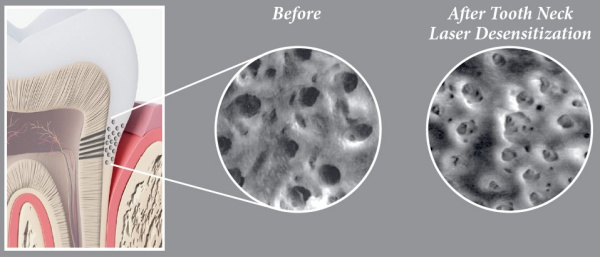 Before
After Tooth Neck
Laser Desensitization